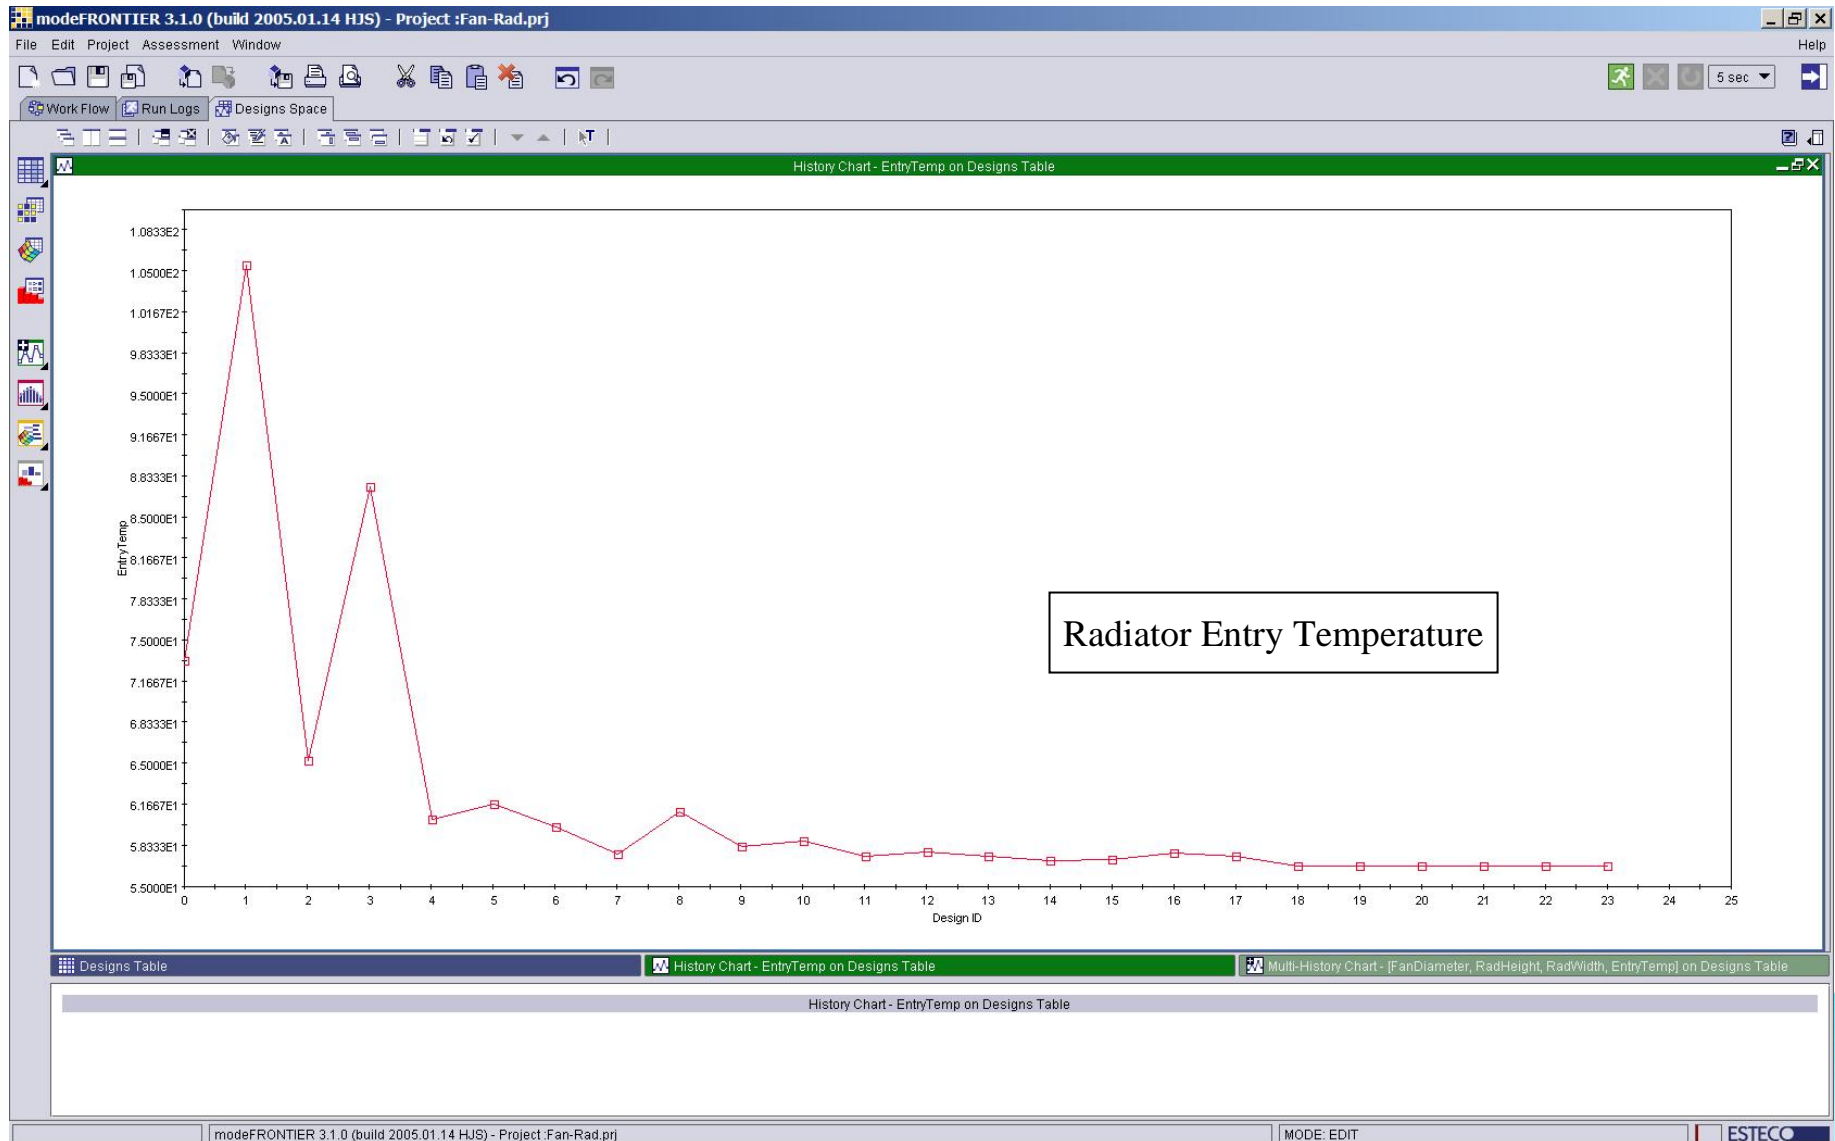 modeFRONTIER 3.1.0 (build 2005.01.14 HJS) - Project :Fan-Rad.prj
File Edit Project Assessment Window Help
5 sec
Work Flow Run Logs Designs Space
History Chart - EntryTemp on Designs Table
1.0833E2
1.0500E2
1.0167E2
9.8333E1
9.5000E1
9.1667E1
8.8333E1
8.5000E1
8.1667E1
7.8333E1
7.5000E1
7.1667E1
6.8333E1
6.5000E1
6.1667E1
5.8333E1
5.5000E1
EntryTemp
Radiator Entry Temperature
0 1 2 3 4 5 6 7 8 9 10 11 12 13 14 15 16 17 18 19 20 21 22 23 24 25
Design ID
Designs Table
History Chart - EntryTemp on Designs Table
Multi-History Chart - [FanDiameter, RadHeight, RadWidth, EntryTemp] on Designs Table
History Chart - EntryTemp on Designs Table
modeFRONTIER 3.1.0 (build 2005.01.14 HJS) - Project :Fan-Rad.prj
MODE: EDIT
ESTECO